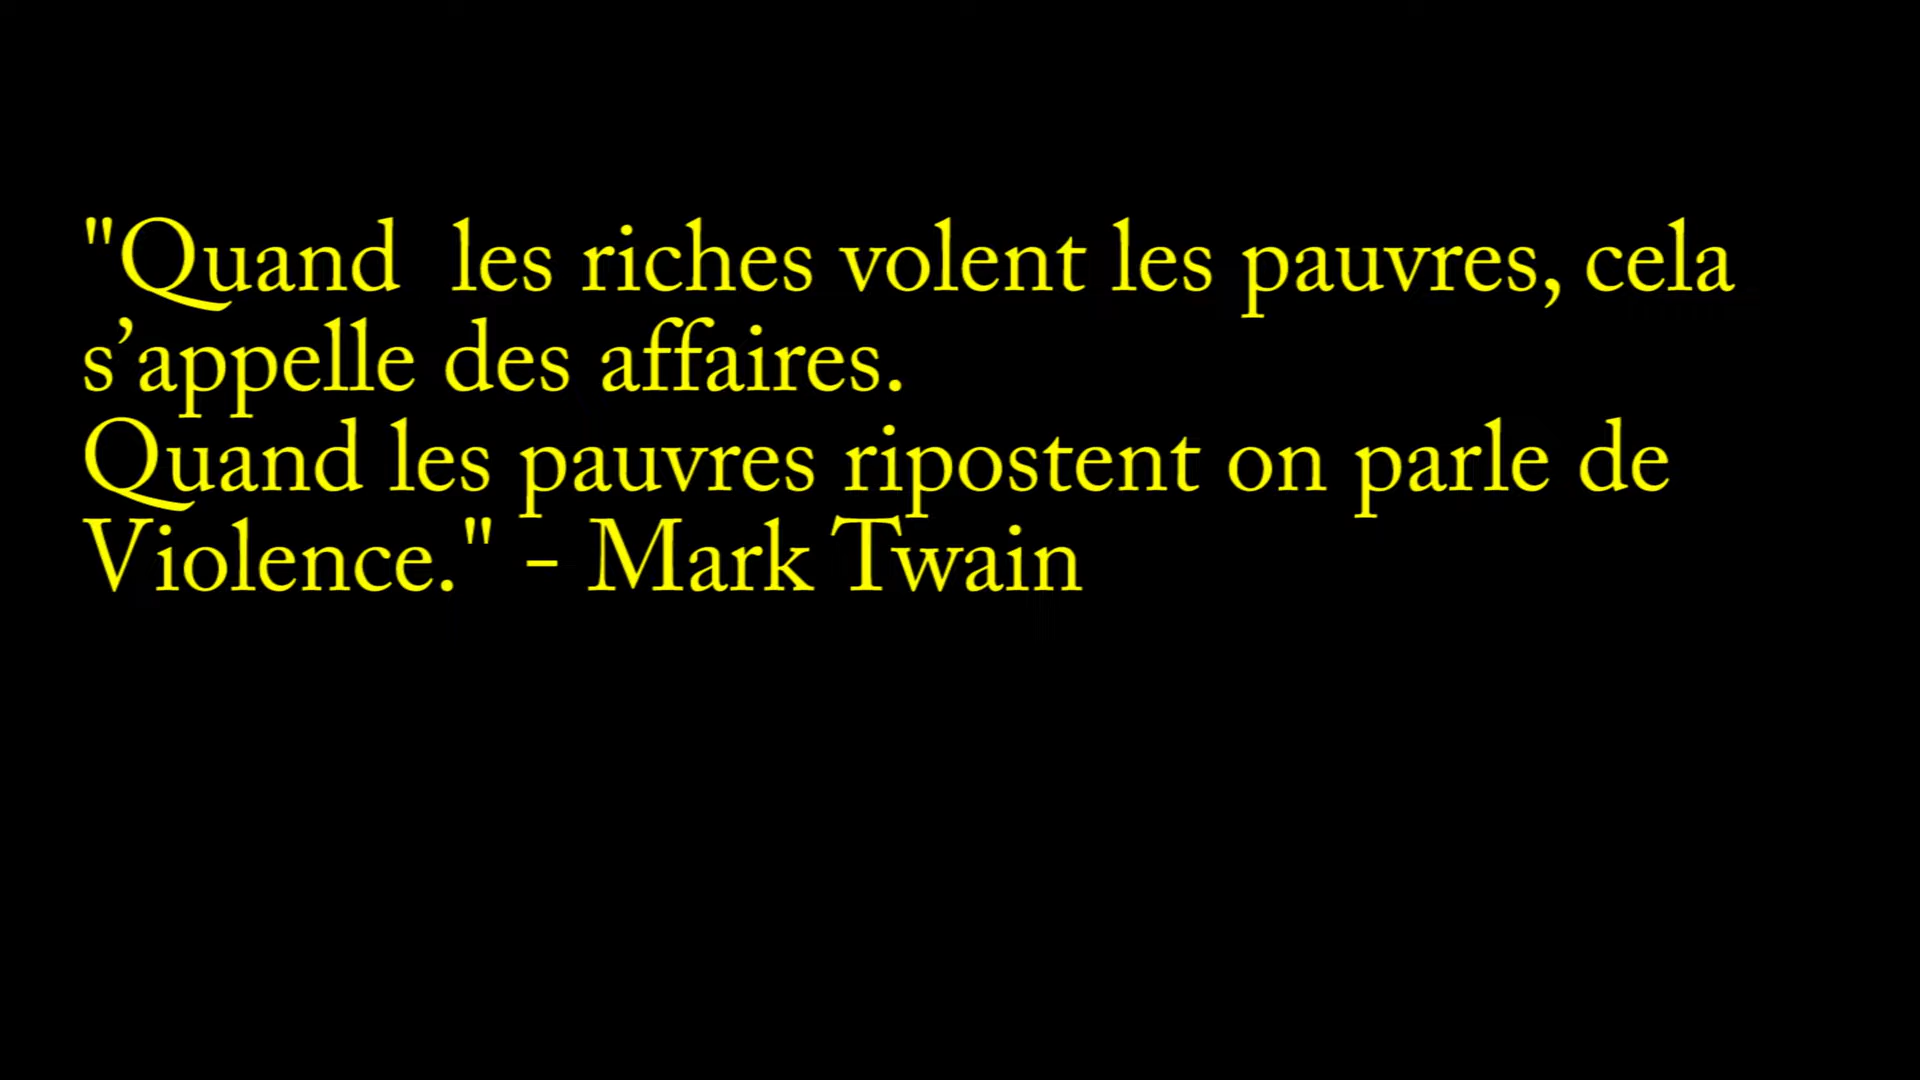 "Quand  les riches volent les pauvres, cela
s’appelle des affaires.
Quand les pauvres ripostent on parle de
Violence." - Mark Twain